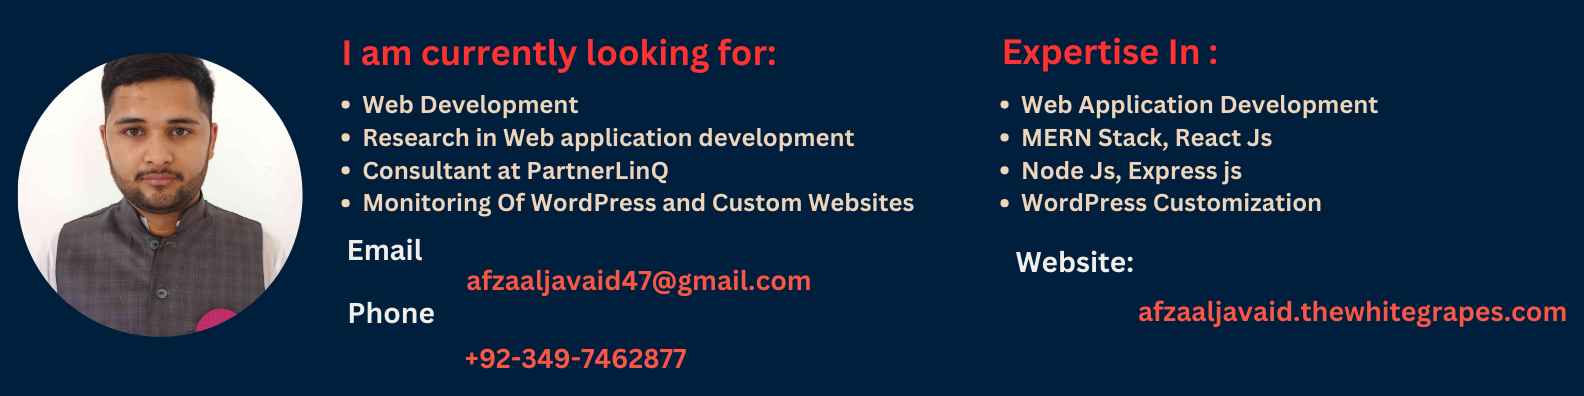 I am currently looking for:
Web Development
Research in Web application development
Consultant at PartnerLinQ
Monitoring Of WordPress and Custom Websites
Email
afzaaljavaid47@gmail.com
Phone
+92-349-7462877
Expertise In :
Web Application Development
MERN Stack, React Js
Node Js, Express js
WordPress Customization
Website:
afzaaljavaid.thewhitegrapes.com